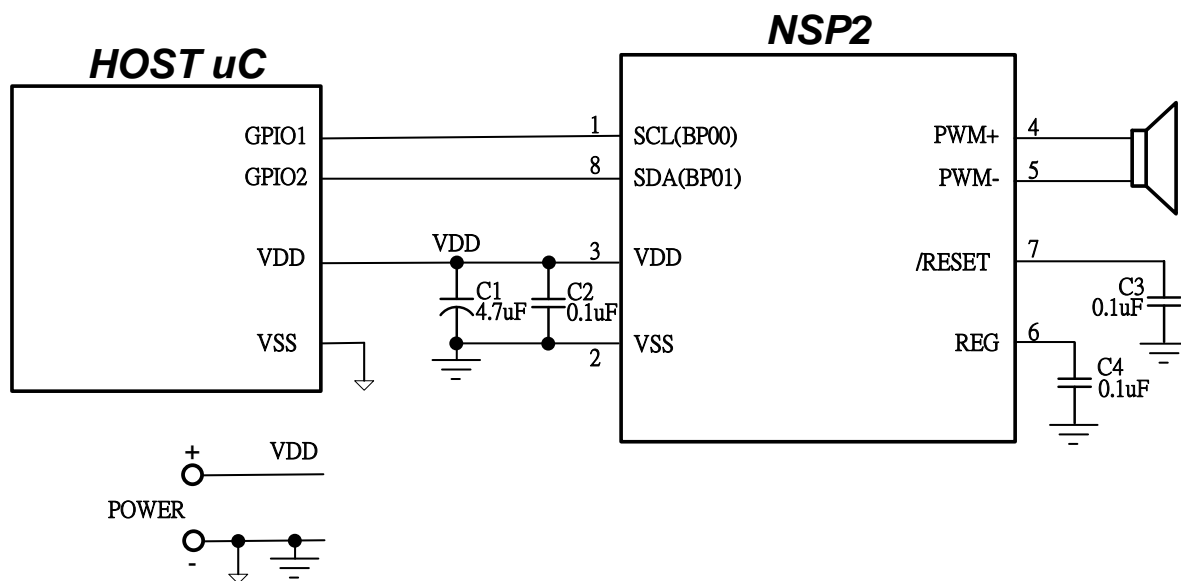 HOST uC
GPIO1
GPIO2
VDD
VSS
VDD
C1
4.7uF
C2
0.1uF
NSP2
1
8
3
2
SCL(BP00)
SDA(BP01)
VDD
VSS
PWM+
PWM-
/RESET
REG
4
5
7
6
C3
0.1uF
C4
0.1uF
+
VDD
POWER
-